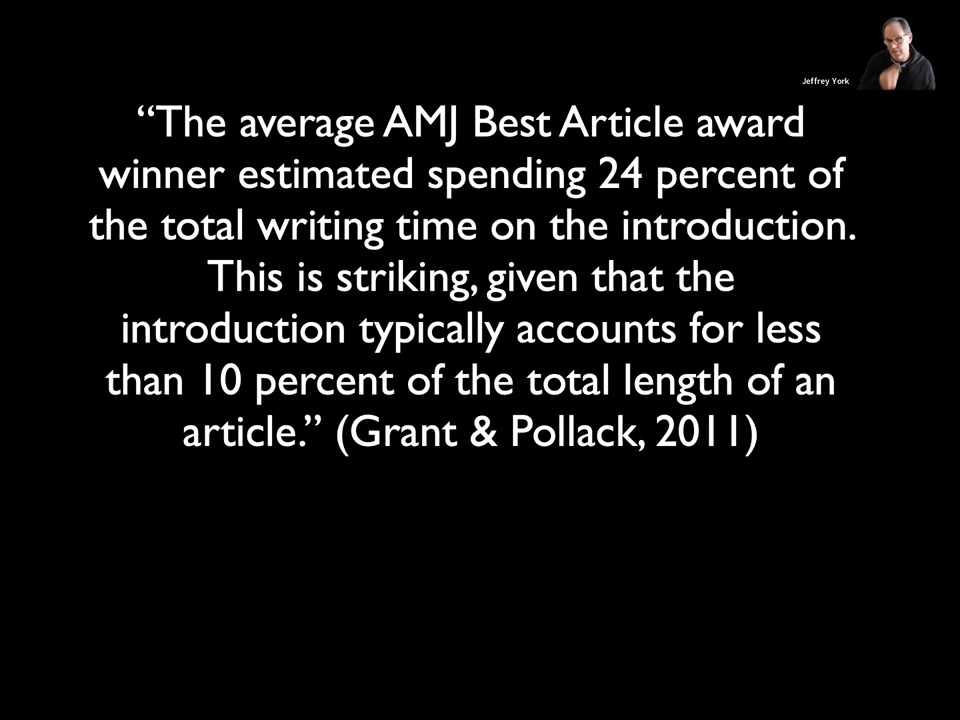 Jeffrey York
“The average AMJ Best Article award
winner estimated spending 24 percent of
the total writing time on the introduction.
This is striking, given that the
introduction typically accounts for less
than 10 percent of the total length of an
article.” (Grant & Pollack, 2011)